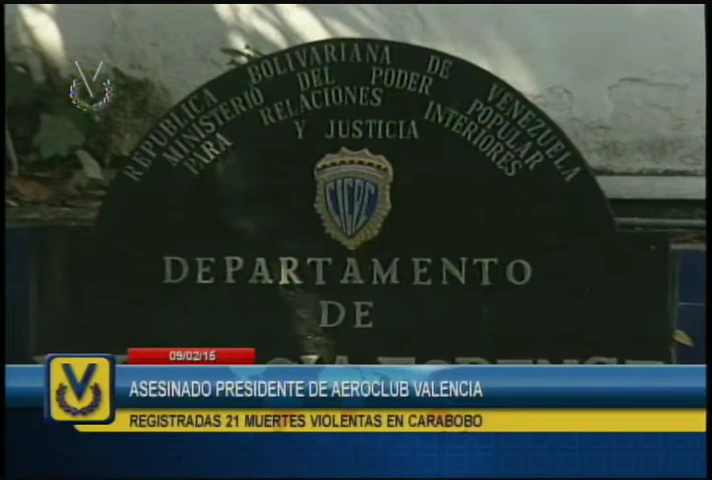 REPUBLICA BOLIVARIANA DE VENEZUELA
MINISTERIO DEL PODER POPULAR
PARA RELACIONES INTERIORES
Y JUSTICIA
CICPC
DEPARTAMENTO
DE
09/02/15
ASESINADO PRESIDENTE DE AEROCLUB VALENCIA
REGISTRADAS 21 MUERTES VIOLENTAS EN CARABOBO